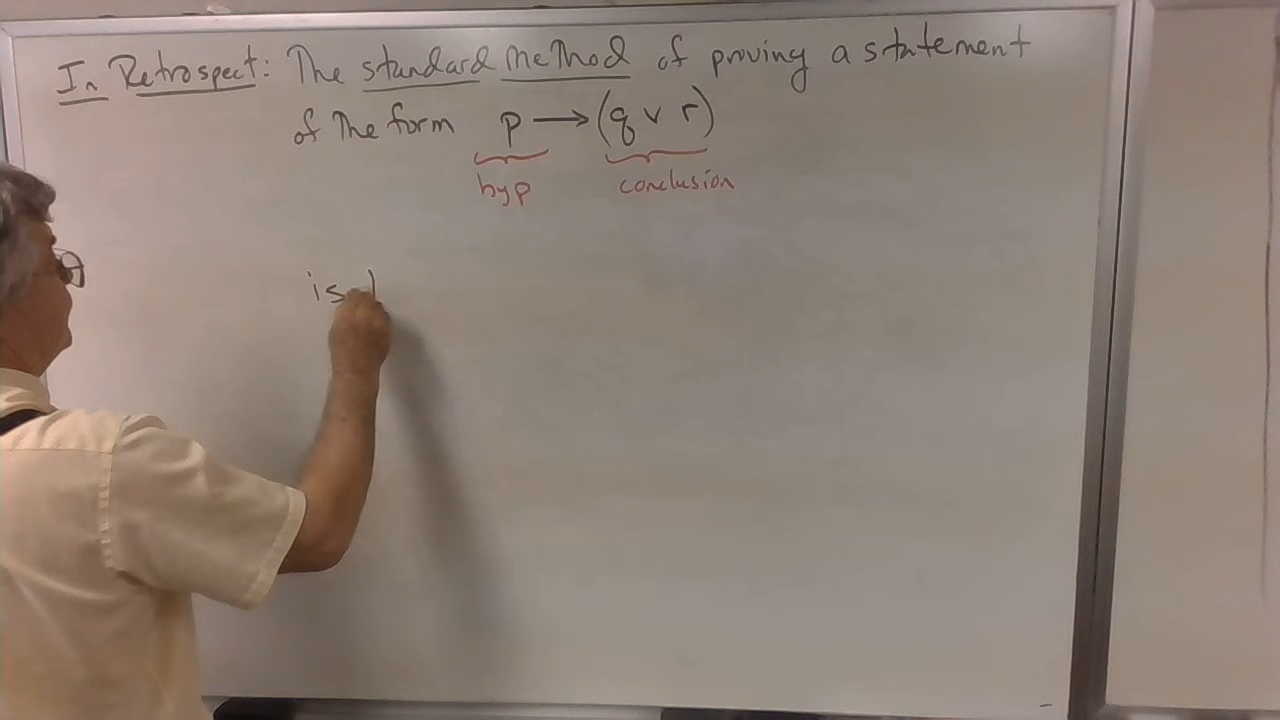 In Retrospect: The standard method of proving a statement
of the form p → (q ∨ r)
hyp conclusion
is